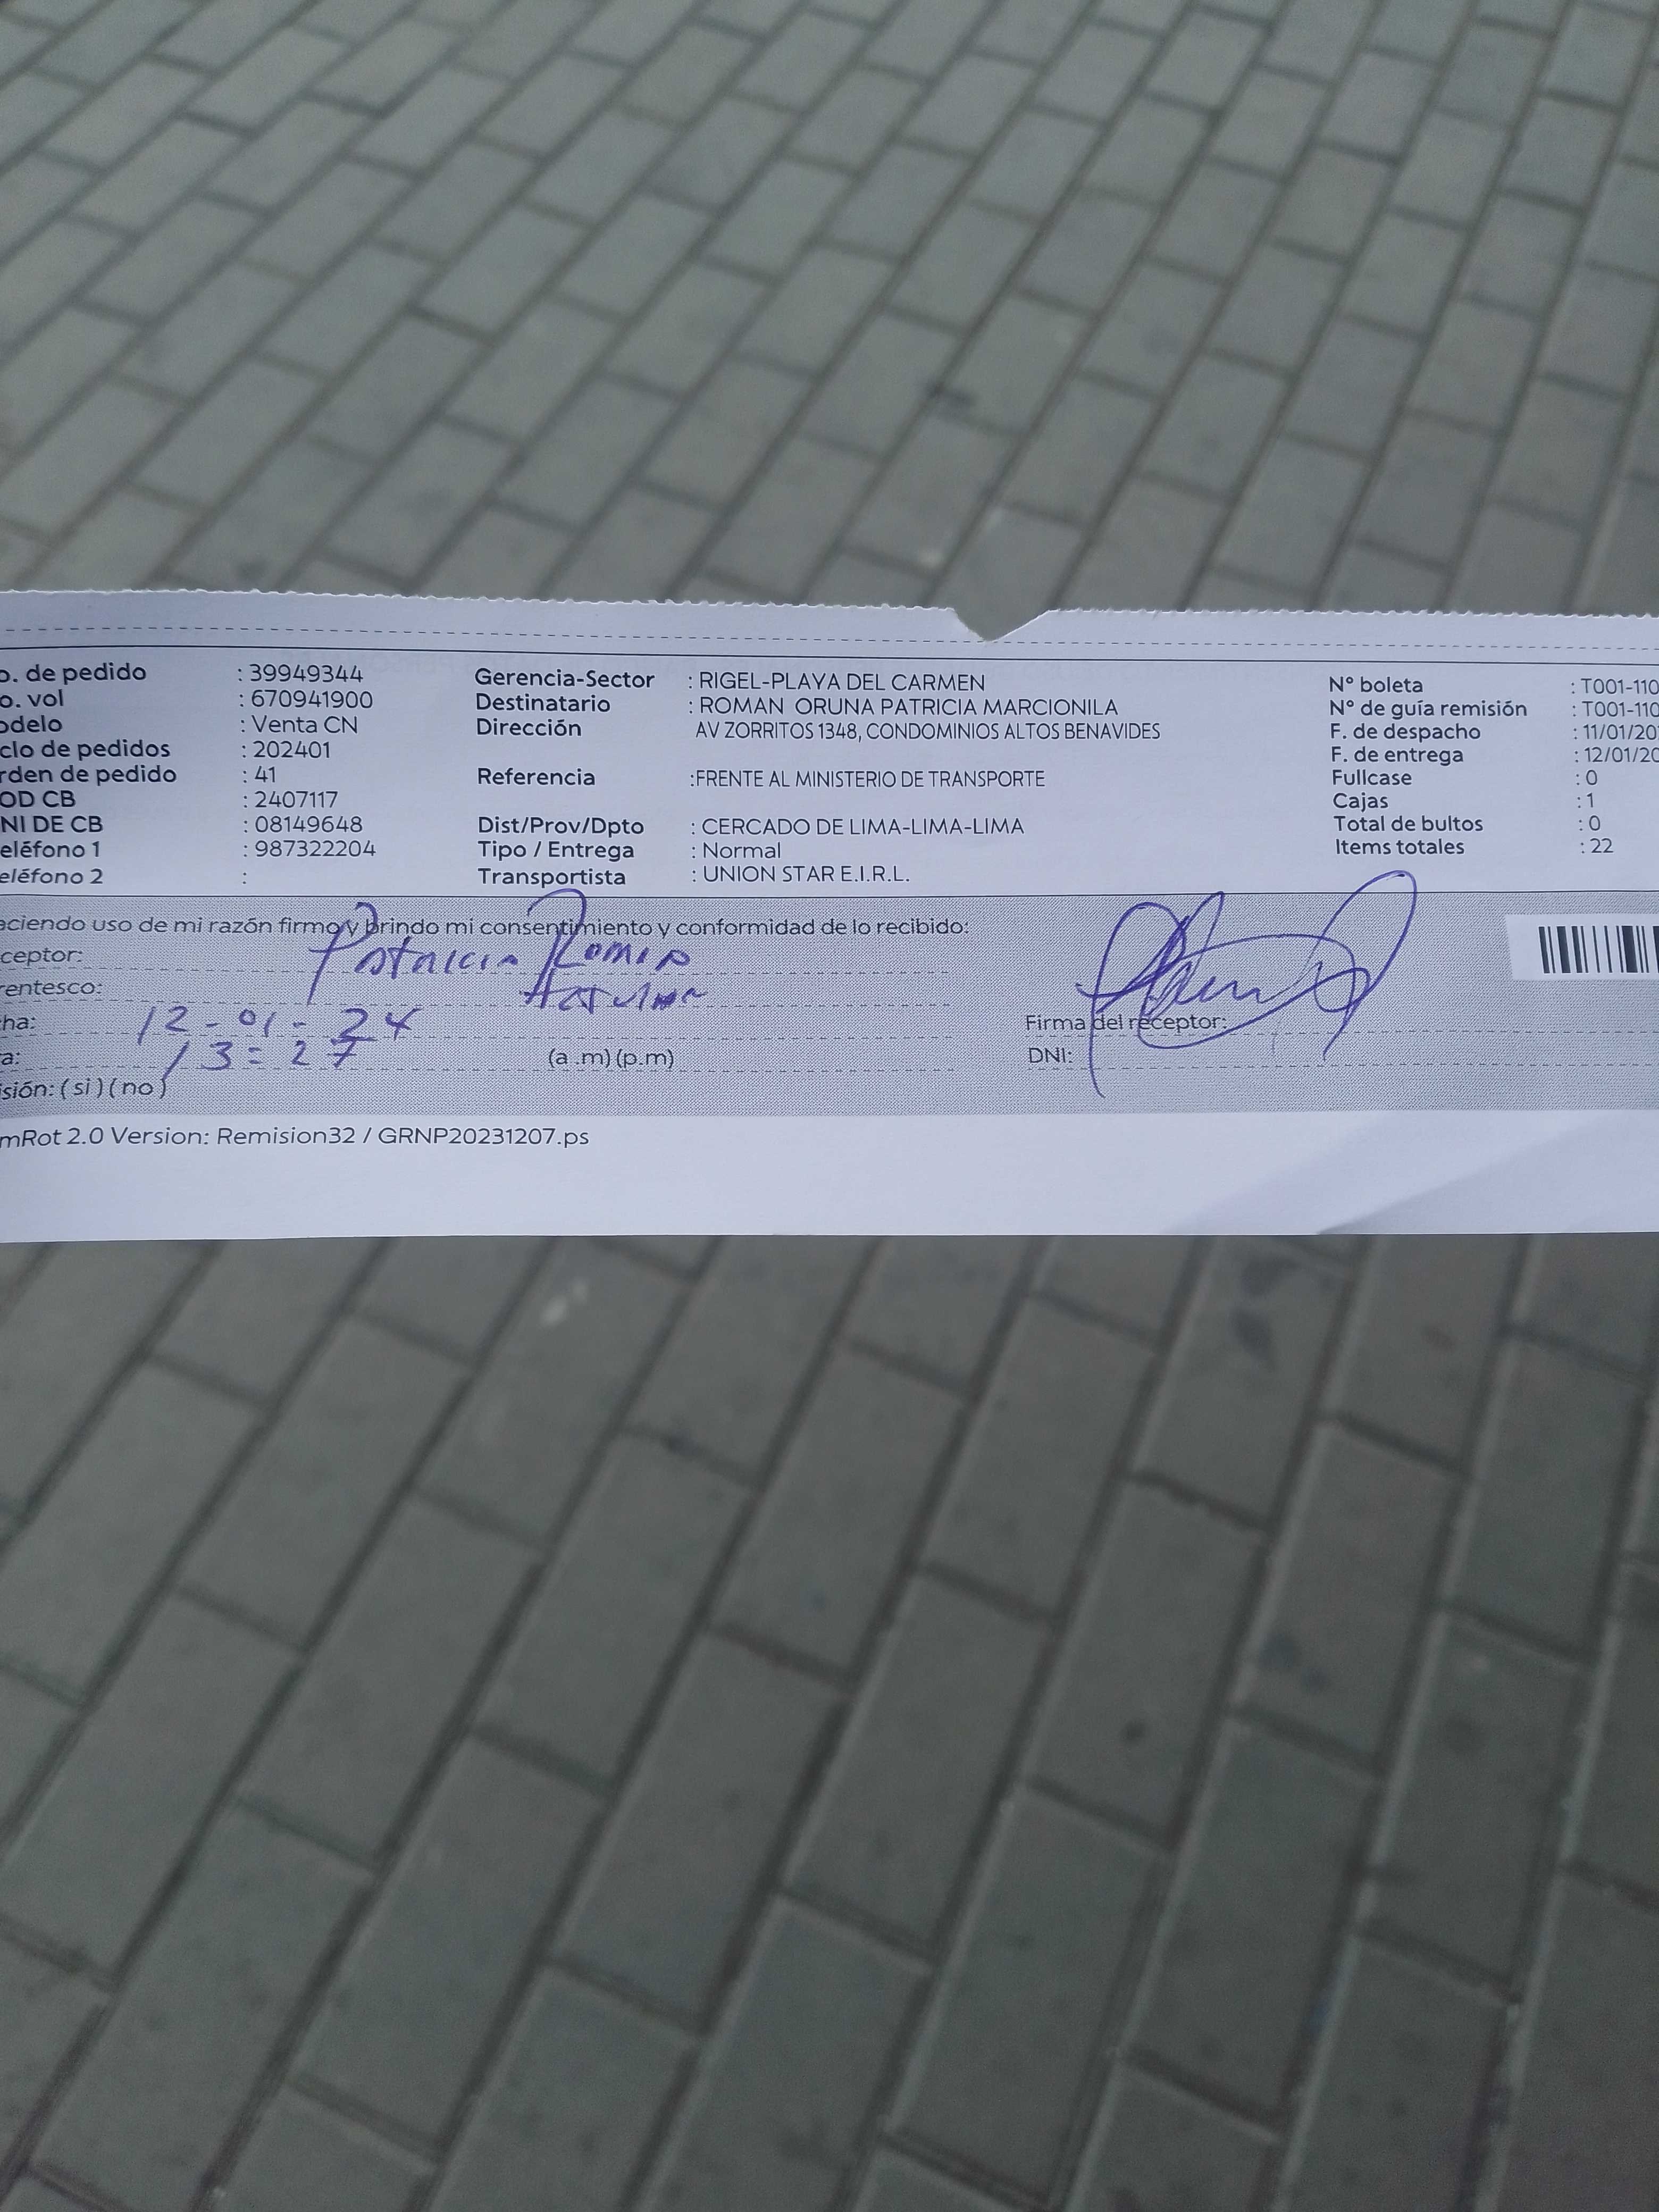 o. de pedido : 39949344 Gerencia-Sector : RIGEL-PLAYA DEL CARMEN Nº boleta : T001-110
o. vol : 670941900 Destinatario : ROMAN ORUNA PATRICIA MARCIONILA Nº de guía remisión : T001-110
odelo : Venta CN Dirección AV ZORRITOS 1348, CONDOMINIOS ALTOS BENAVIDES F. de despacho : 11/01/20
clo de pedidos : 202401 F. de entrega : 12/01/20
rden de pedido : 41 Referencia :FRENTE AL MINISTERIO DE TRANSPORTE Fullcase : 0
OD CB : 2407117 Cajas : 1
NI DE CB : 08149648 Dist/Prov/Dpto : CERCADO DE LIMA-LIMA-LIMA Total de bultos : 0
eléfono 1 : 987322204 Tipo / Entrega : Normal Items totales : 22
eléfono 2 : Transportista : UNION STAR E.I.R.L.
aciendo uso de mi razón firmo y brindo mi consentimiento y conformidad de lo recibido:
ceptor: Patricia Roman
rentesco:
ha: 12-01-24 Firma del receptor:
a: 13:27 (a .m) (p.m) DNI:
sión: ( si ) ( no )
mRot 2.0 Version: Remision32 / GRNP20231207.ps